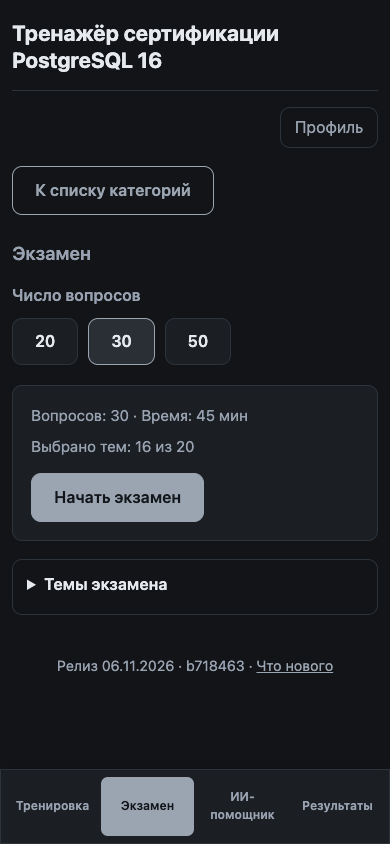 Тренажёр сертификации
PostgreSQL 16
Профиль
К списку категорий
Экзамен
Число вопросов
20
30
50
Вопросов: 30 · Время: 45 мин
Выбрано тем: 16 из 20
Начать экзамен
Темы экзамена
Релиз 06.11.2026 · b718463 · Что нового
Тренировка
Экзамен
ИИ-
помощник
Результаты